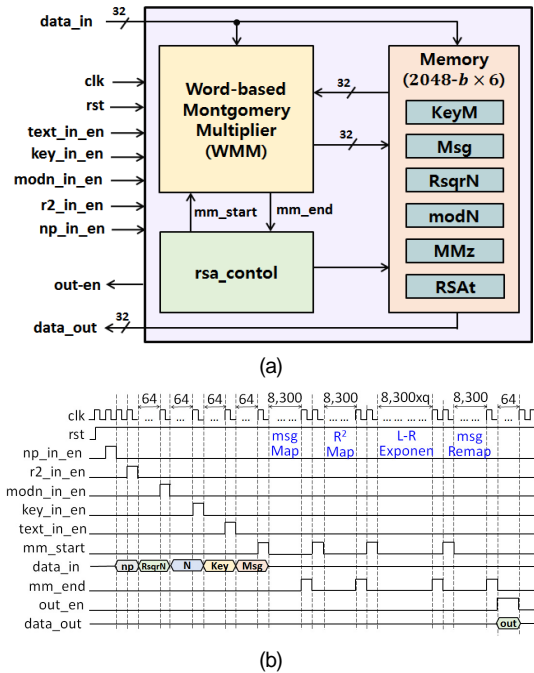 data_in
32
clk
rst
text_in_en
key_in_en
modn_in_en
r2_in_en
np_in_en
out-en
data_out
32
Word-based
Montgomery
Multiplier
(WMM)
32
32
mm_start
mm_end
rsa_contol
Memory
(2048-b × 6)
KeyM
Msg
RsqrN
modN
MMz
RSAt
(a)
64 64 64 64 8,300 8,300 8,300xq 8,300 64
clk ... ... ... ... ... ... ... ... ... ... ... ... ... ...
rst
msg Map
R² Map
L-R Exponen
msg Remap
np_in_en
r2_in_en
modn_in_en
key_in_en
text_in_en
mm_start
data_in np RsqrN N Key Msg
mm_end
out_en
data_out out
(b)